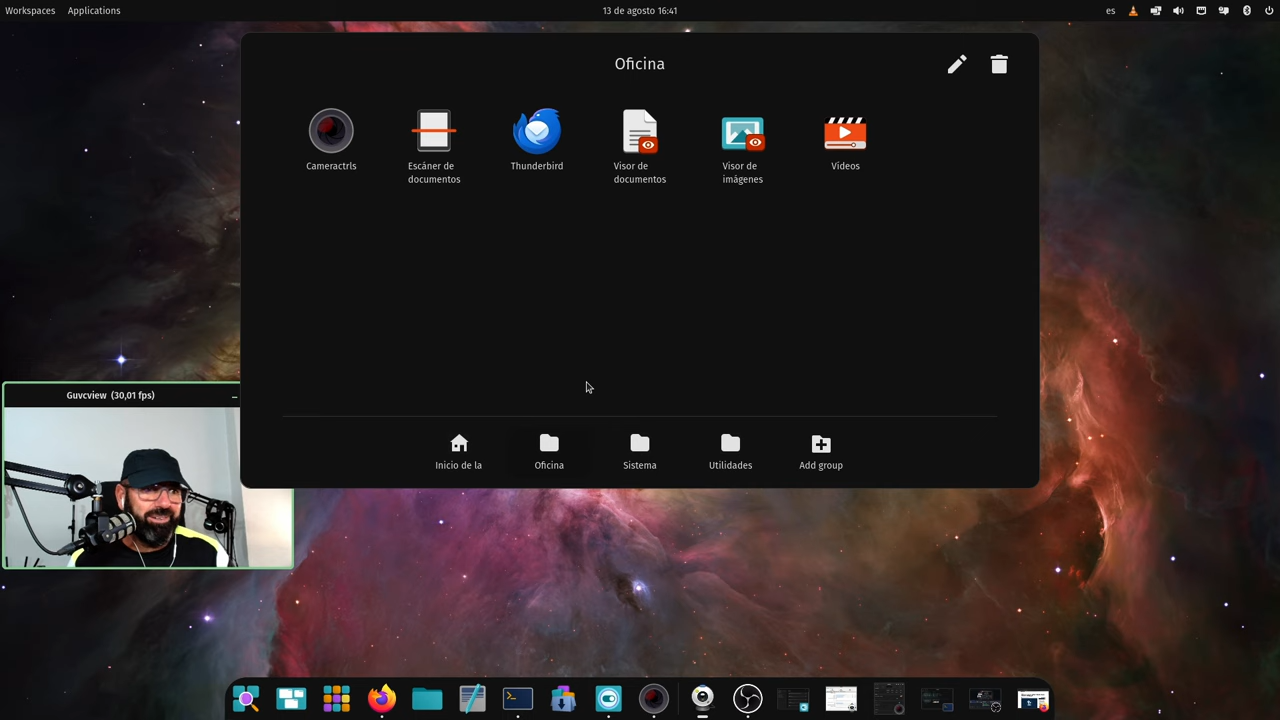 Workspaces Applications 13 de agosto 16:41 es
Oficina
Cameractrls
Escáner de
documentos
Thunderbird
Visor de
documentos
Visor de
imágenes
Vídeos
Guvcview (30,01 fps)
Inicio de la
Oficina
Sistema
Utilidades
Add group